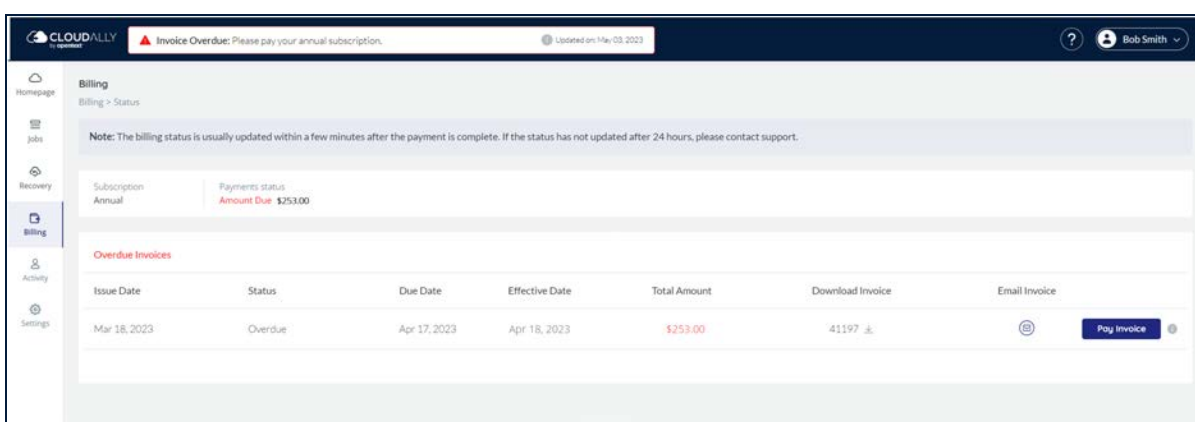 CLOUDALLY
by opentext
Invoice Overdue: Please pay your annual subscription.
Updated on: May 03, 2023
?
Bob Smith
Homepage
Jobs
Recovery
Billing
Activity
Settings
Billing
Billing > Status
Note: The billing status is usually updated within a few minutes after the payment is complete. If the status has not updated after 24 hours, please contact support.
Subscription
Annual
Payments status
Amount Due $253.00
Overdue Invoices
Issue Date Status Due Date Effective Date Total Amount Download Invoice Email Invoice
Mar 18, 2023 Overdue Apr 17, 2023 Apr 18, 2023 $253.00 41197 Pay Invoice